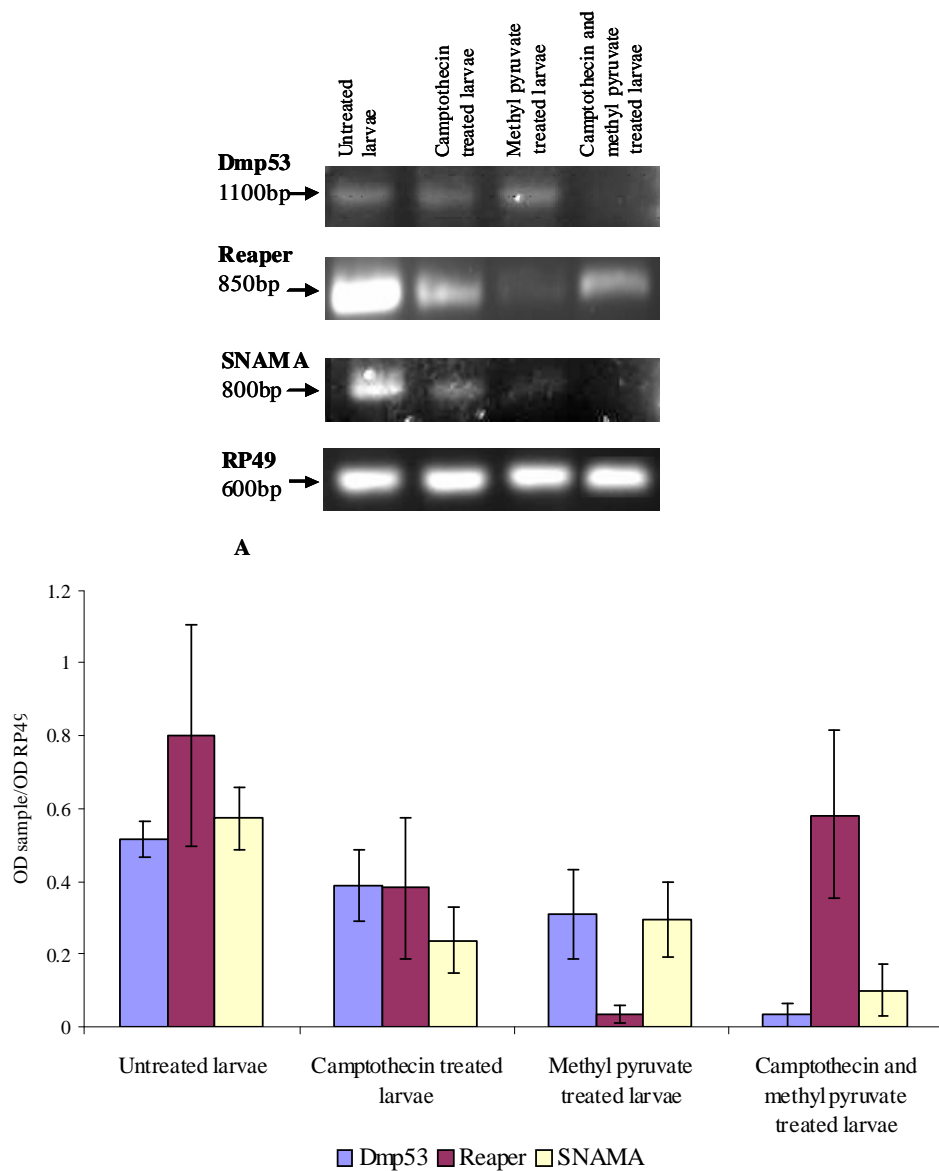 Untreated
larvae
Camptothecin
treated larvae
Methyl pyruvate
treated larvae
Camptothecin and
methyl pyruvate
treated larvae
Dmp53
1100bp
Reaper
850bp
SNAMA
800bp
RP49
600bp
A
1.2
1
0.8
0.6
0.4
0.2
0
OD sample/OD RP49
Untreated larvae
Camptothecin treated
larvae
Methyl pyruvate
treated larvae
Camptothecin and
methyl pyruvate
treated larvae
Dmp53 Reaper SNAMA